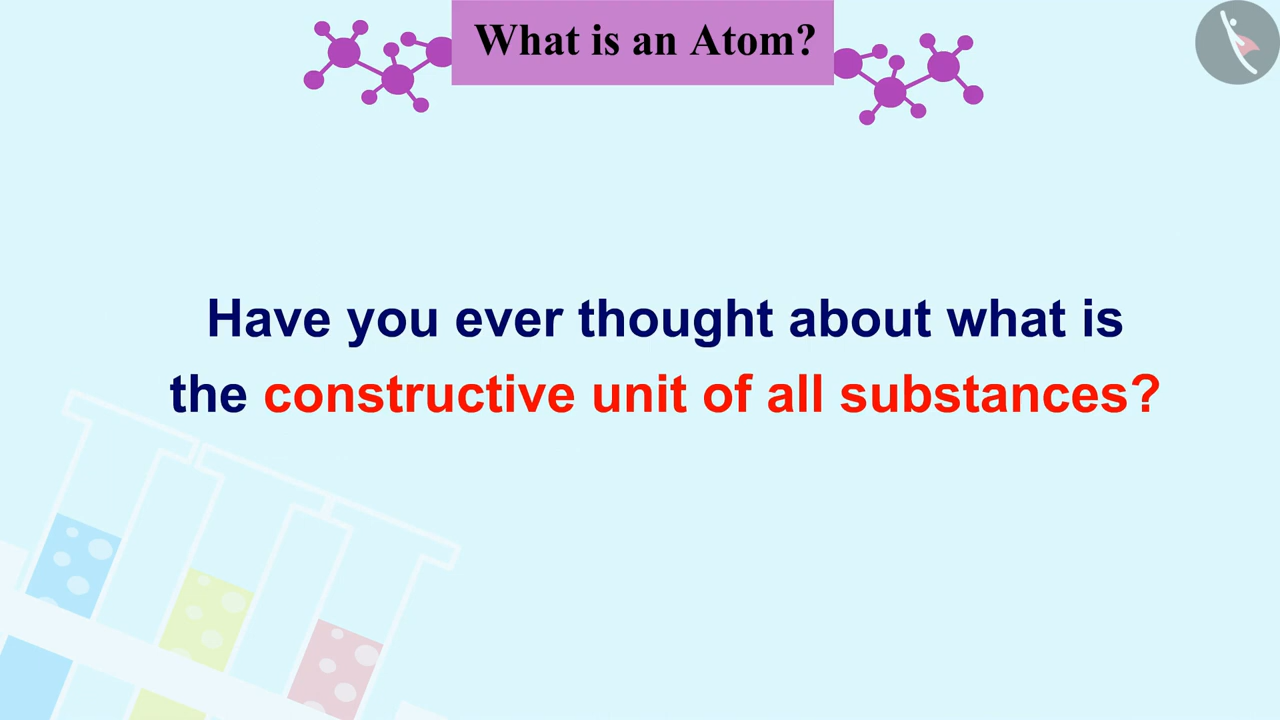 What is an Atom?
Have you ever thought about what is
the constructive unit of all substances?